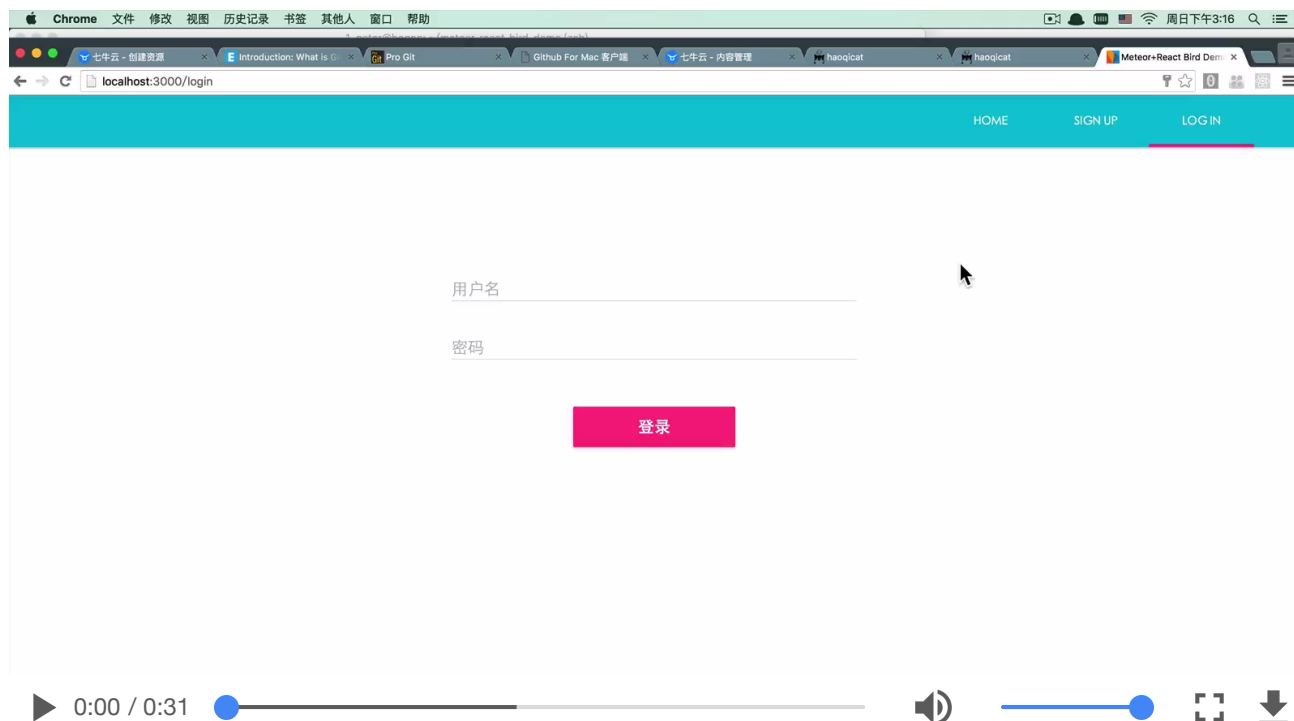 Chrome 文件 修改 视图 历史记录 书签 其他人 窗口 帮助 周日下午3:16
七牛云 - 创建资源 Introduction: What is G Pro Git Github For Mac 客户端 七牛云 - 内容管理 haoqicat haoqicat Meteor+React Bird Dem
localhost:3000/login
HOME SIGN UP LOG IN
用户名
密码
登录
0:00 / 0:31